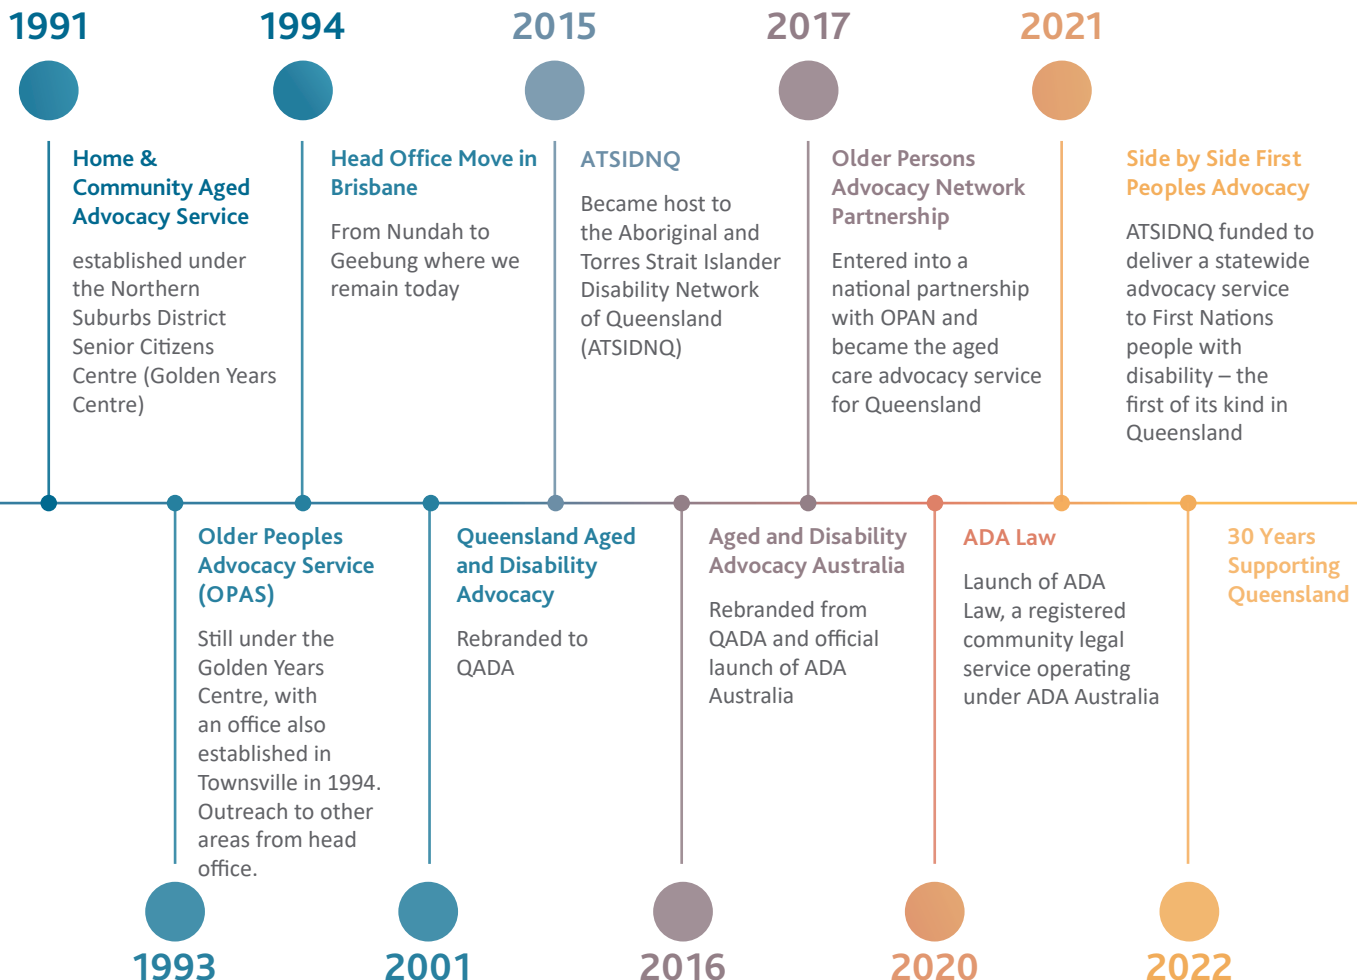 1991
Home &
Community Aged
Advocacy Service
established under
the Northern
Suburbs District
Senior Citizens
Centre (Golden Years
Centre)
1994
Head Office Move in
Brisbane
From Nundah to
Geebung where we
remain today
2015
ATSIDNQ
Became host to
the Aboriginal and
Torres Strait Islander
Disability Network
of Queensland
(ATSIDNQ)
2017
Older Persons
Advocacy Network
Partnership
Entered into a
national partnership
with OPAN and
became the aged
care advocacy service
for Queensland
2021
Side by Side First
Peoples Advocacy
ATSIDNQ funded to
deliver a statewide
advocacy service
to First Nations
people with
disability – the
first of its kind in
Queensland
Older Peoples
Advocacy Service
(OPAS)
Still under the
Golden Years
Centre, with
an office also
established in
Townsville in 1994.
Outreach to other
areas from head
office.
1993
Queensland Aged
and Disability
Advocacy
Rebranded to
QADA
2001
Aged and Disability
Advocacy Australia
Rebranded from
QADA and official
launch of ADA
Australia
2016
ADA Law
Launch of ADA
Law, a registered
community legal
service operating
under ADA Australia
2020
30 Years
Supporting
Queensland
2022